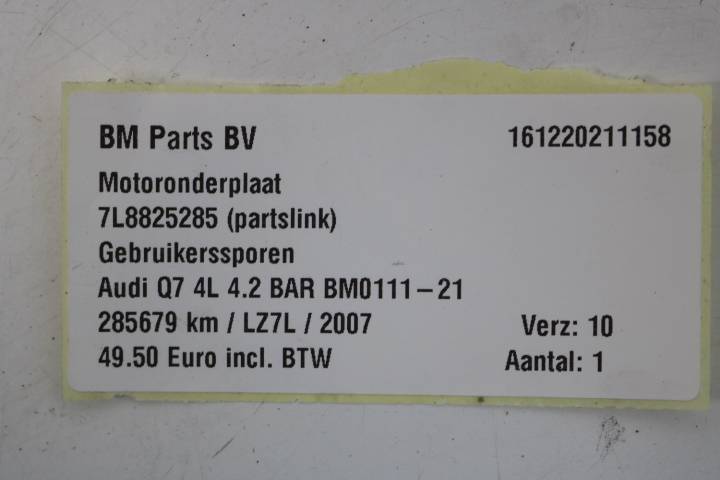 BM Parts BV 161220211158
Motoronderplaat
7L8825285 (partslink)
Gebruikerssporen
Audi Q7 4L 4.2 BAR BM0111-21
285679 km / LZ7L / 2007 Verz: 10
49.50 Euro incl. BTW Aantal: 1